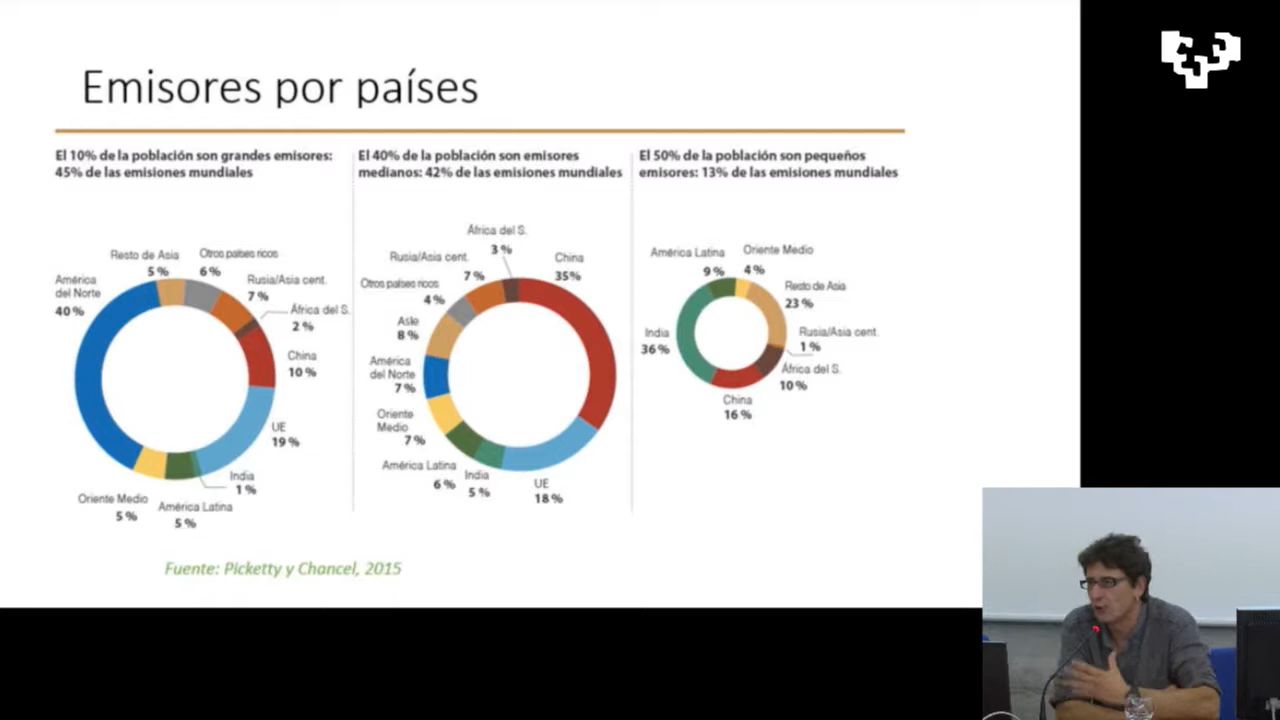 Emisores por países
El 10% de la población son grandes emisores:
45% de las emisiones mundiales
Resto de Asia
5 %
Otros países ricos
6 %
América
del Norte
40 %
Rusia/Asia cent.
7 %
África del S.
2 %
China
10 %
UE
19 %
India
1 %
América Latina
5 %
Oriente Medio
5 %
El 40% de la población son emisores
medianos: 42% de las emisiones mundiales
África del S.
3 %
Rusia/Asia cent.
7 %
China
35%
Otros países ricos
4 %
Asie
8 %
América
del Norte
7 %
Oriente
Medio
7 %
América Latina
6 %
India
5 %
UE
18 %
El 50% de la población son pequeños
emisores: 13% de las emisiones mundiales
América Latina
9 %
Oriente Medio
4 %
Resto de Asia
23 %
India
36 %
Rusia/Asia cent.
1 %
África del S.
10 %
China
16 %
Fuente: Picketty y Chancel, 2015